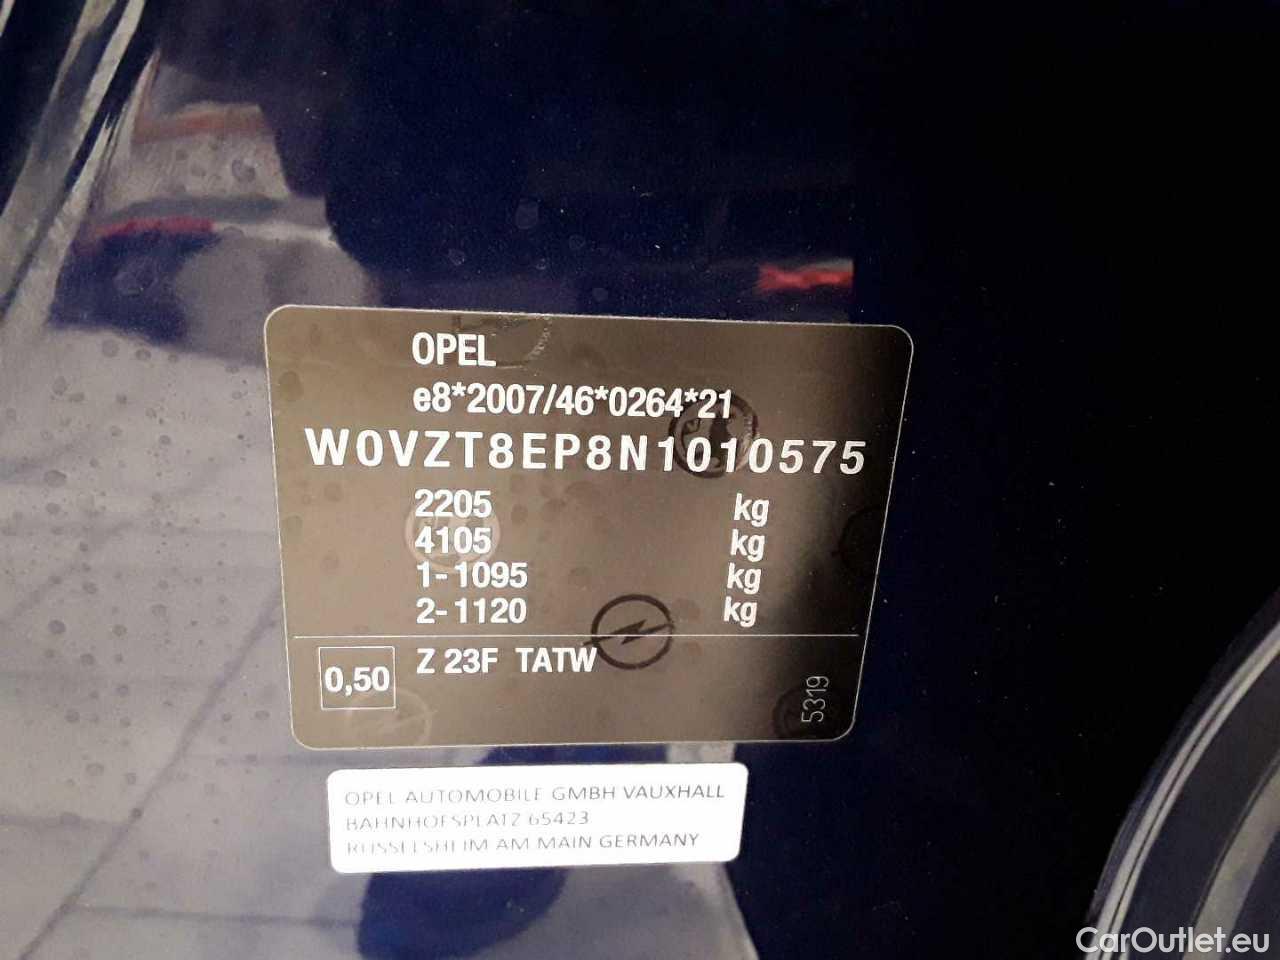 OPEL
e8*2007/46*0264*21
W0VZT8EP8N1010575
2205 kg
4105 kg
1-1095 kg
2-1120 kg
0,50 Z 23F TATW
5319
OPEL AUTOMOBILE GMBH VAUXHALL
BAHNHOFSPLATZ 65423
RÜSSELSHEIM AM MAIN GERMANY
CarOutlet.eu